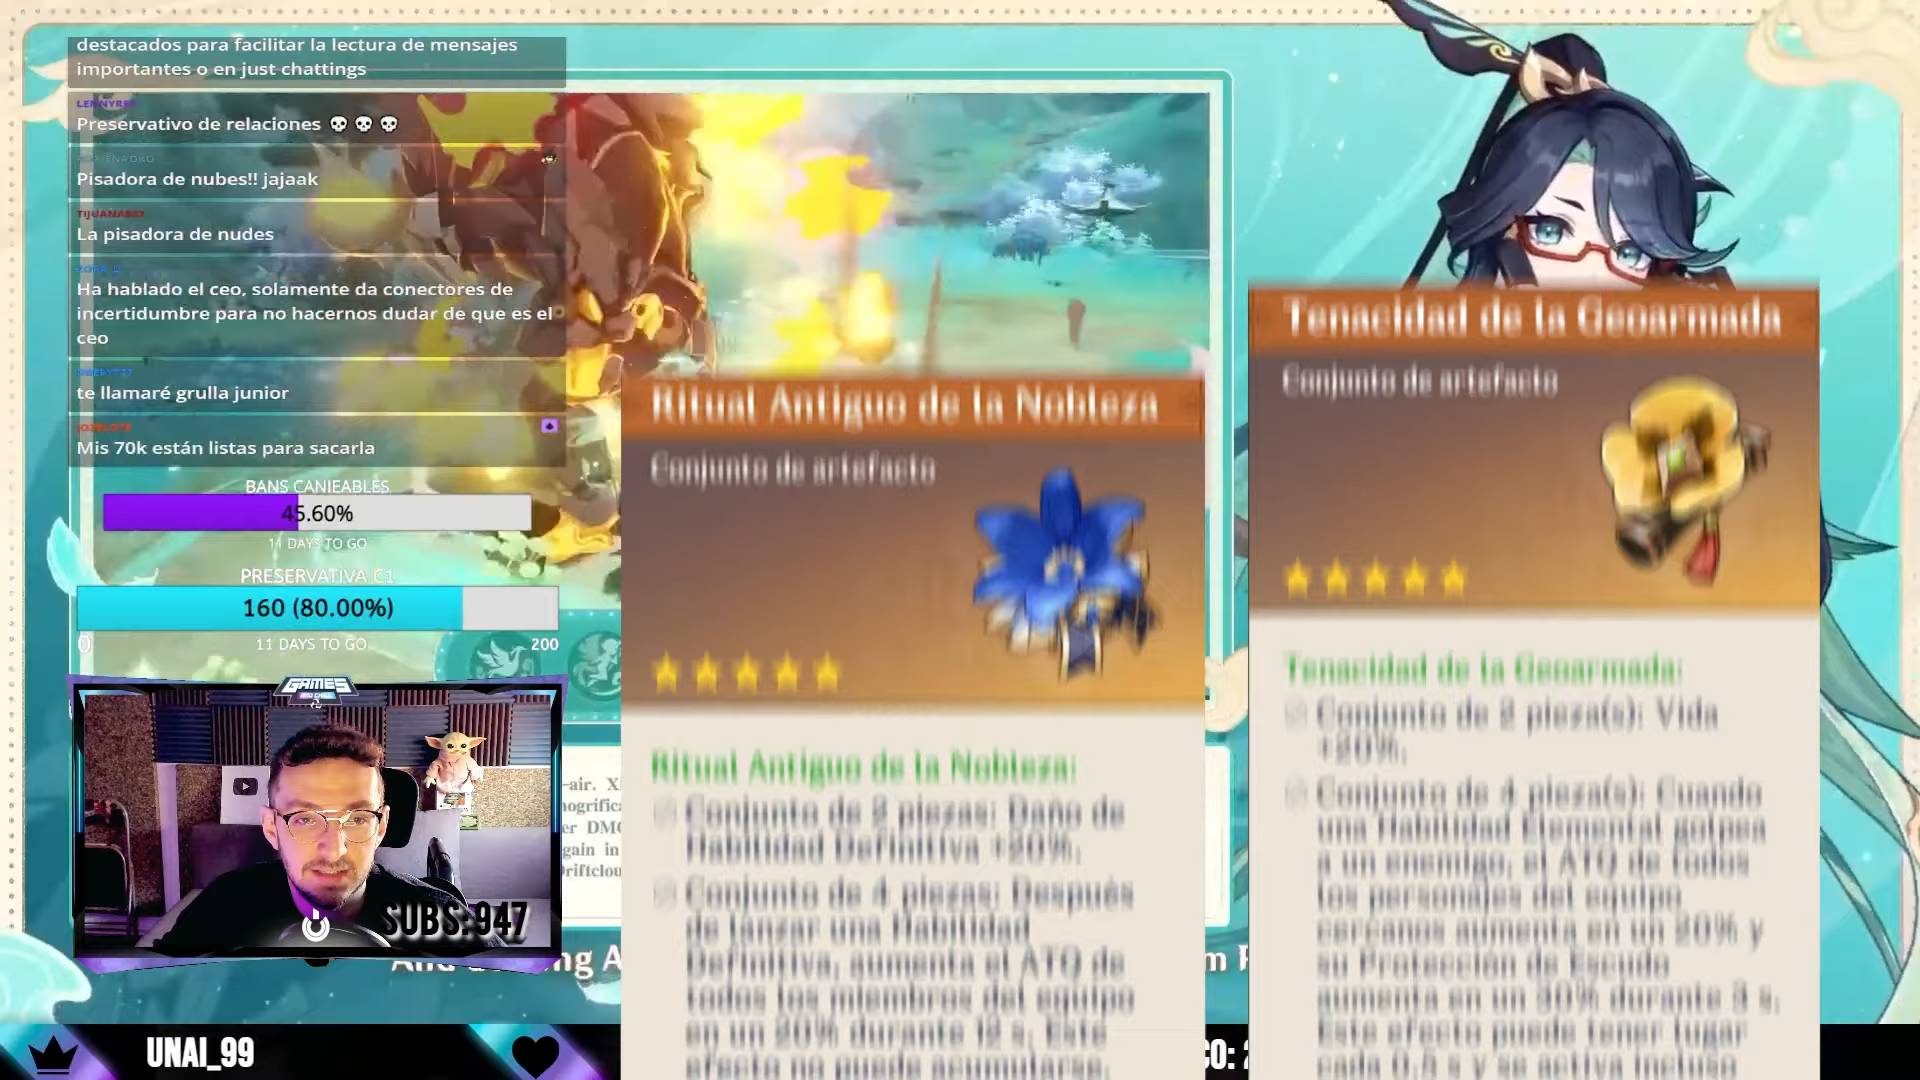 destacados para facilitar la lectura de mensajes
importantes o en just chattings
Preservativo de relaciones 💀 💀 💀
Pisadora de nubes!! jajaak
La pisadora de nudes
Ha hablado el ceo, solamente da conectores de
incertidumbre para no hacernos dudar de que es el
ceo
te llamaré grulla junior
Mis 70k están listas para sacarla
BANS CANJEABLES
45.60%
11 DAYS TO GO
PRESERVATIVA C1
160 (80.00%)
0
11 DAYS TO GO
200
GAMES
SUBS: 947
UNAI_99
-air.
gain in
Ritual Antiguo de la Nobleza
Conjunto de artefacto
Ritual Antiguo de la Nobleza:
Conjunto de 2 piezas: Daño de
Habilidad Definitiva +20%.
Conjunto de 4 piezas: Después
de lanzar una Habilidad
Definitiva, aumenta el ATQ de
todos los miembros del equipo
en un 20% durante 12 s. Este
efecto no puede acumularse.
Tenacidad de la Geoarmada
Conjunto de artefacto
Tenacidad de la Geoarmada:
Conjunto de 2 pieza(s): Vida
+20%.
Conjunto de 4 pieza(s): Cuando
una Habilidad Elemental golpea
a un enemigo, el ATQ de todos
los personajes del equipo
cercanos aumenta en un 20% y
su Protección de Escudo
aumenta en un 30% durante 3 s.
Este efecto puede tener lugar
cada 0,5 s y se activa incluso